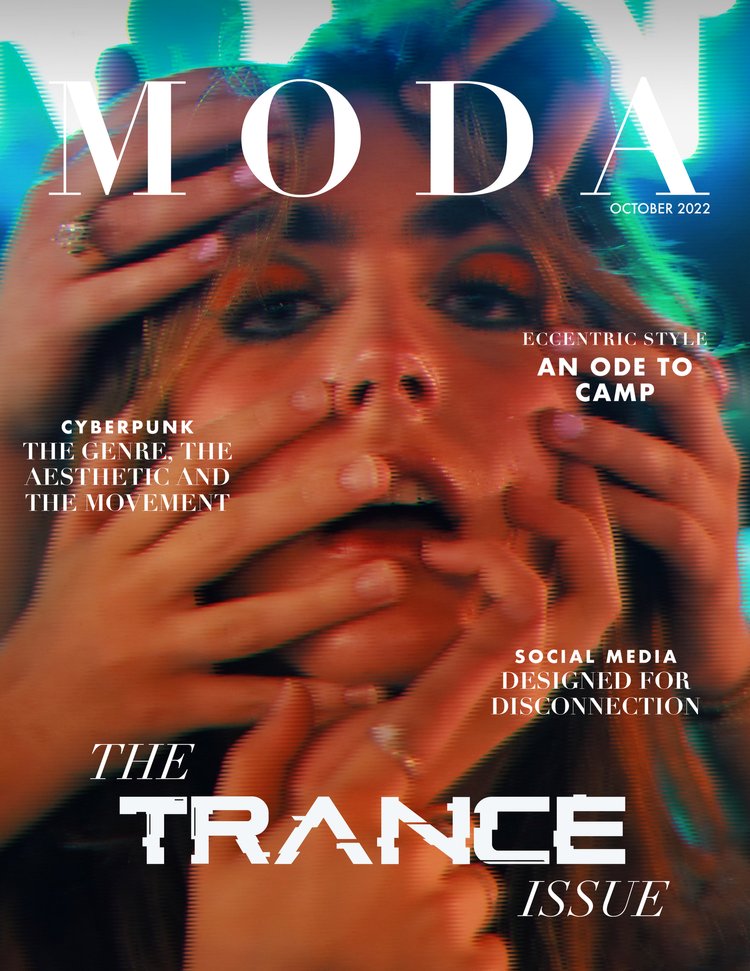 MODA
OCTOBER 2022
ECCENTRIC STYLE
AN ODE TO
CAMP
CYBERPUNK
THE GENRE, THE
AESTHETIC AND
THE MOVEMENT
SOCIAL MEDIA
DESIGNED FOR
DISCONNECTION
THE
TRANCE
ISSUE